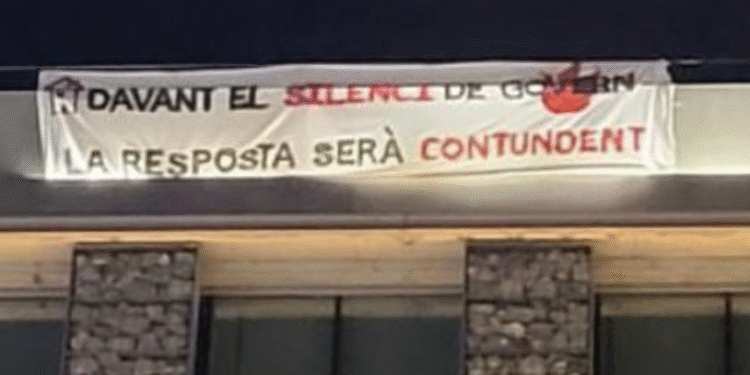 DAVANT EL SILENCI DE GOVERN
LA RESPOSTA SERÀ CONTUNDENT